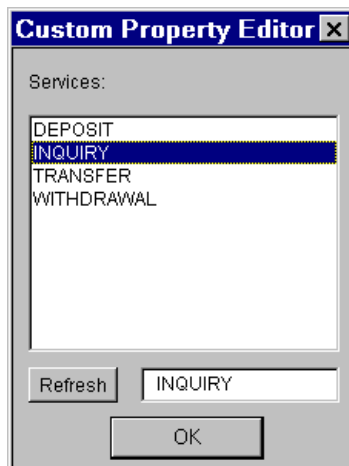 Custom Property Editor
Services:
DEPOSIT
INQUIRY
TRANSFER
WITHDRAWAL
Refresh INQUIRY
OK